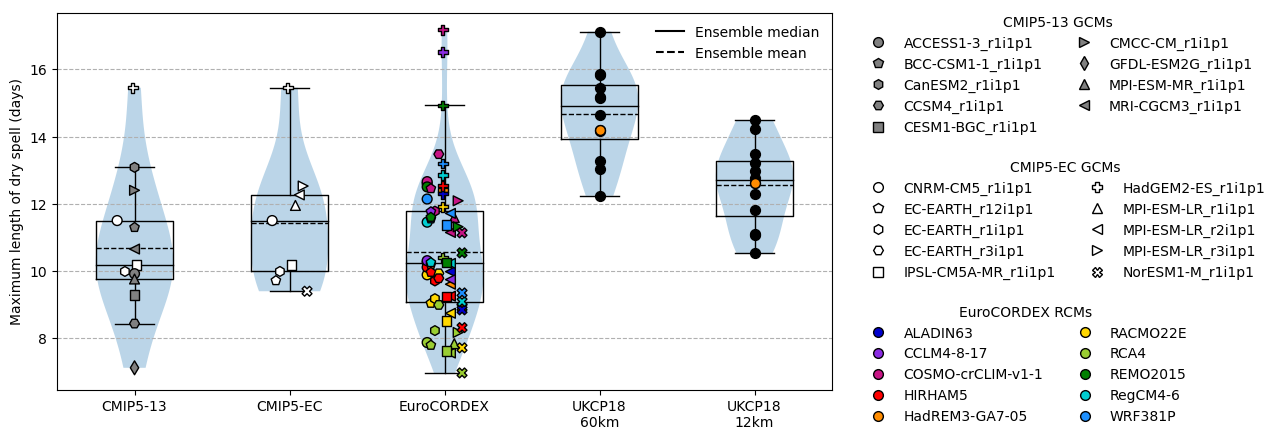 Maximum length of dry spell (days)
16
14
12
10
8
Ensemble median
Ensemble mean
CMIP5-13
CMIP5-EC
EuroCORDEX
UKCP18
60km
UKCP18
12km
CMIP5-13 GCMs
ACCESS1-3_r1i1p1
BCC-CSM1-1_r1i1p1
CanESM2_r1i1p1
CCSM4_r1i1p1
CESM1-BGC_r1i1p1
CMCC-CM_r1i1p1
GFDL-ESM2G_r1i1p1
MPI-ESM-MR_r1i1p1
MRI-CGCM3_r1i1p1
CMIP5-EC GCMs
CNRM-CM5_r1i1p1
EC-EARTH_r12i1p1
EC-EARTH_r1i1p1
EC-EARTH_r3i1p1
IPSL-CM5A-MR_r1i1p1
HadGEM2-ES_r1i1p1
MPI-ESM-LR_r1i1p1
MPI-ESM-LR_r2i1p1
MPI-ESM-LR_r3i1p1
NorESM1-M_r1i1p1
EuroCORDEX RCMs
ALADIN63
CCLM4-8-17
COSMO-crCLIM-v1-1
HIRHAM5
HadREM3-GA7-05
RACMO22E
RCA4
REMO2015
RegCM4-6
WRF381P